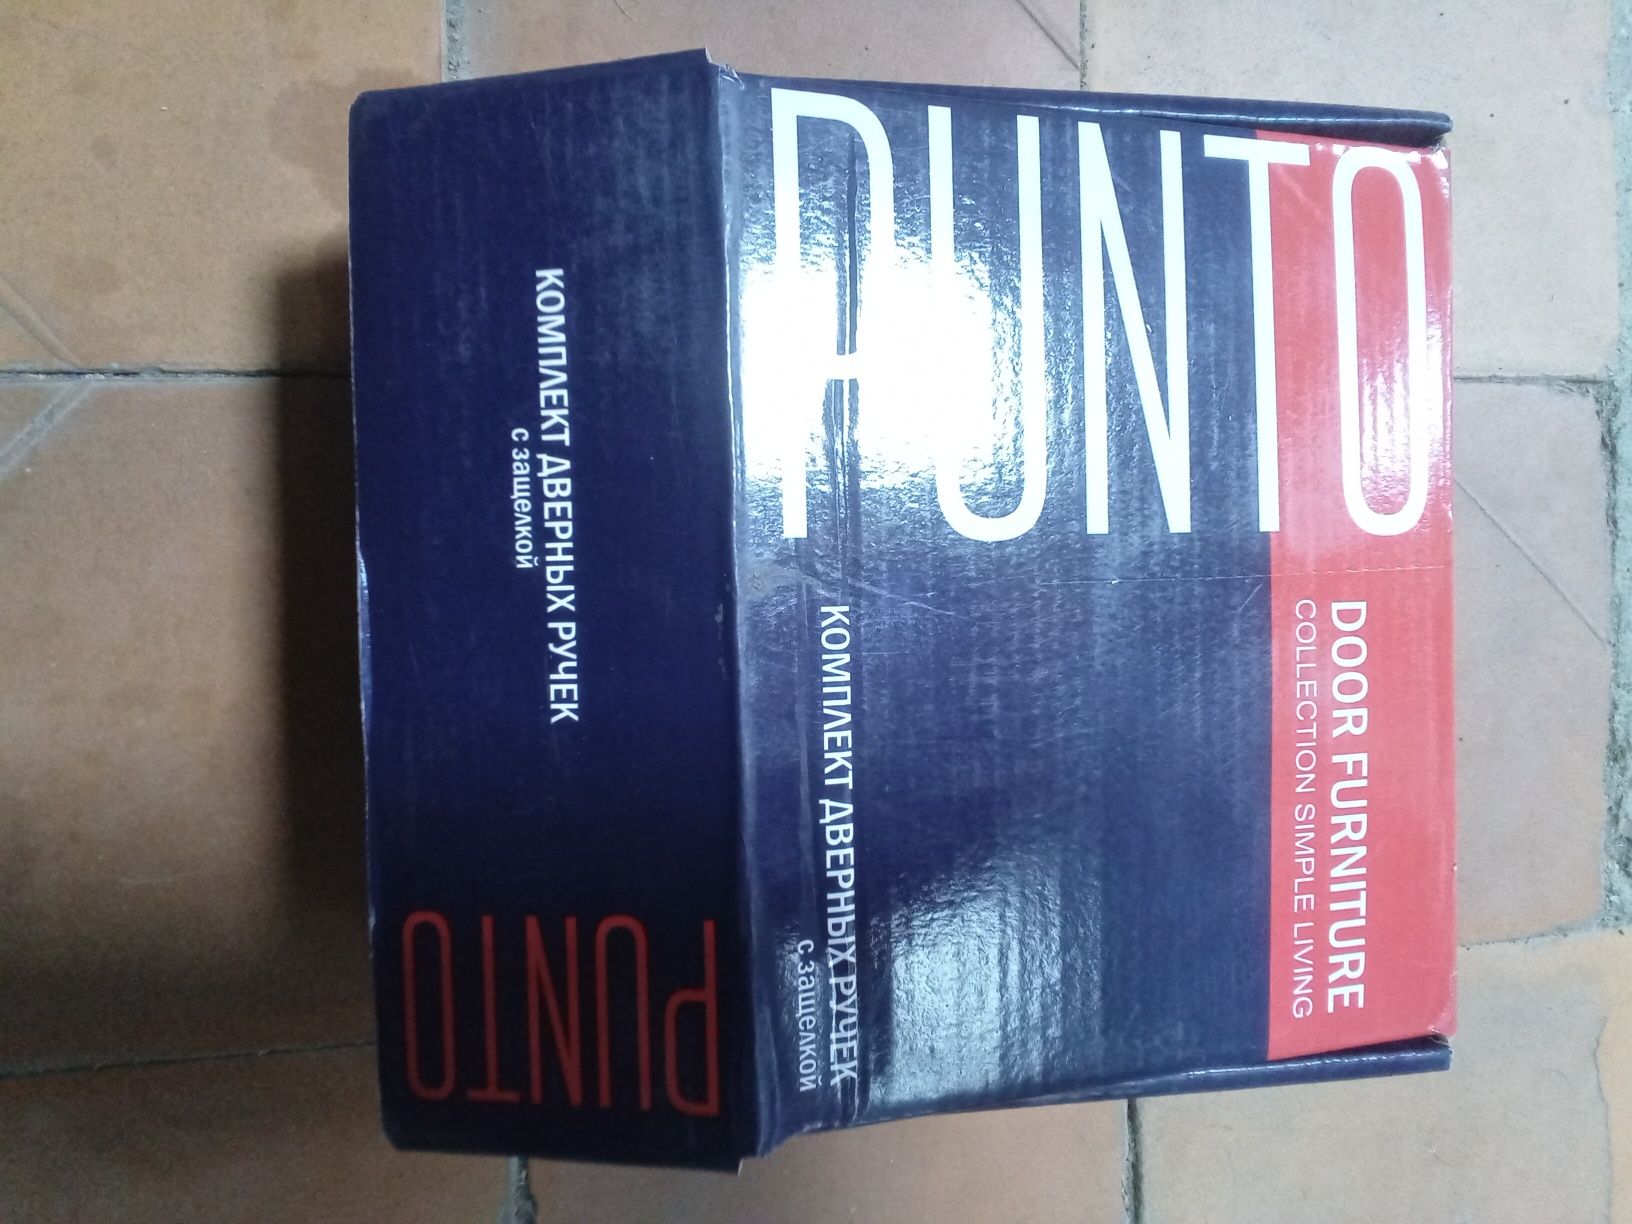 PUNTO
DOOR FURNITURE
COLLECTION SIMPLE LIVING
КОМПЛЕКТ ДВЕРНЫХ РУЧЕК
с защелкой
КОМПЛЕКТ ДВЕРНЫХ РУЧЕК
с защелкой
PUNTO